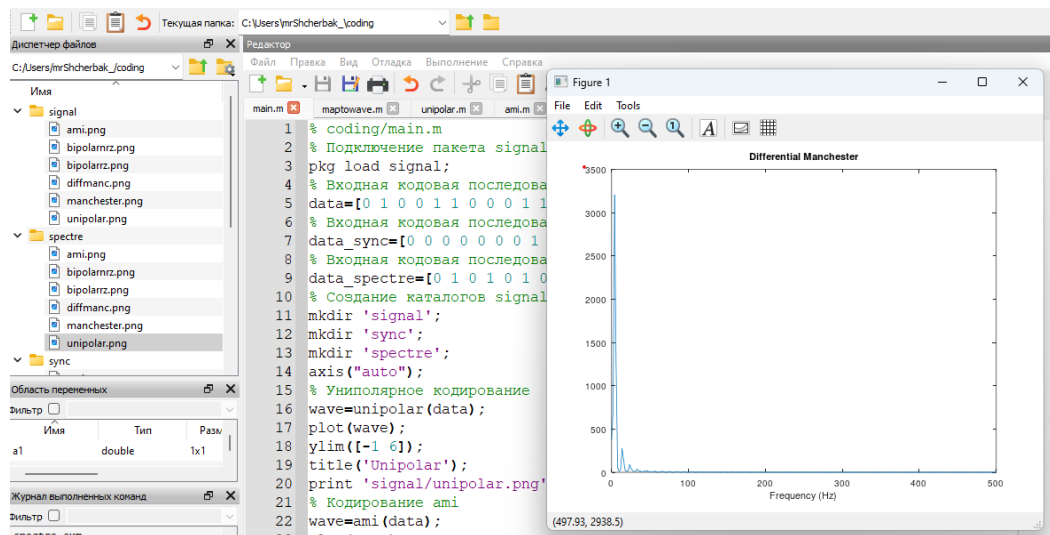 Текущая папка: C:\Users\mrShcherbak_\coding
Диспетчер файлов
C:/Users/mrShcherbak_/coding
Имя
signal
ami.png
bipolarnrz.png
bipolarrz.png
diffmanc.png
manchester.png
unipolar.png
spectre
ami.png
bipolarnrz.png
bipolarrz.png
diffmanc.png
manchester.png
unipolar.png
sync
Область переменных
Фильтр
Имя Тип Разм
a1 double 1x1
Журнал выполненных команд
Фильтр
Редактор
Файл Правка Вид Отладка Выполнение Справка
main.m maptowave.m unipolar.m ami.m
1 % coding/main.m
2 % Подключение пакета signal
3 pkg load signal;
4 % Входная кодовая последова
5 data=[0 1 0 0 1 1 0 0 0 1 1
6 % Входная кодовая последова
7 data_sync=[0 0 0 0 0 0 0 1
8 % Входная кодовая последова
9 data_spectre=[0 1 0 1 0 1 0
10 % Создание каталогов signal
11 mkdir 'signal';
12 mkdir 'sync';
13 mkdir 'spectre';
14 axis("auto");
15 % Униполярное кодирование
16 wave=unipolar(data);
17 plot(wave);
18 ylim([-1 6]);
19 title('Unipolar');
20 print 'signal/unipolar.png'
21 % Кодирование ami
22 wave=ami(data);
Figure 1
File Edit Tools
Differential Manchester
3500
3000
2500
2000
1500
1000
500
0
0 100 200 300 400 500
Frequency (Hz)
(497.93, 2938.5)